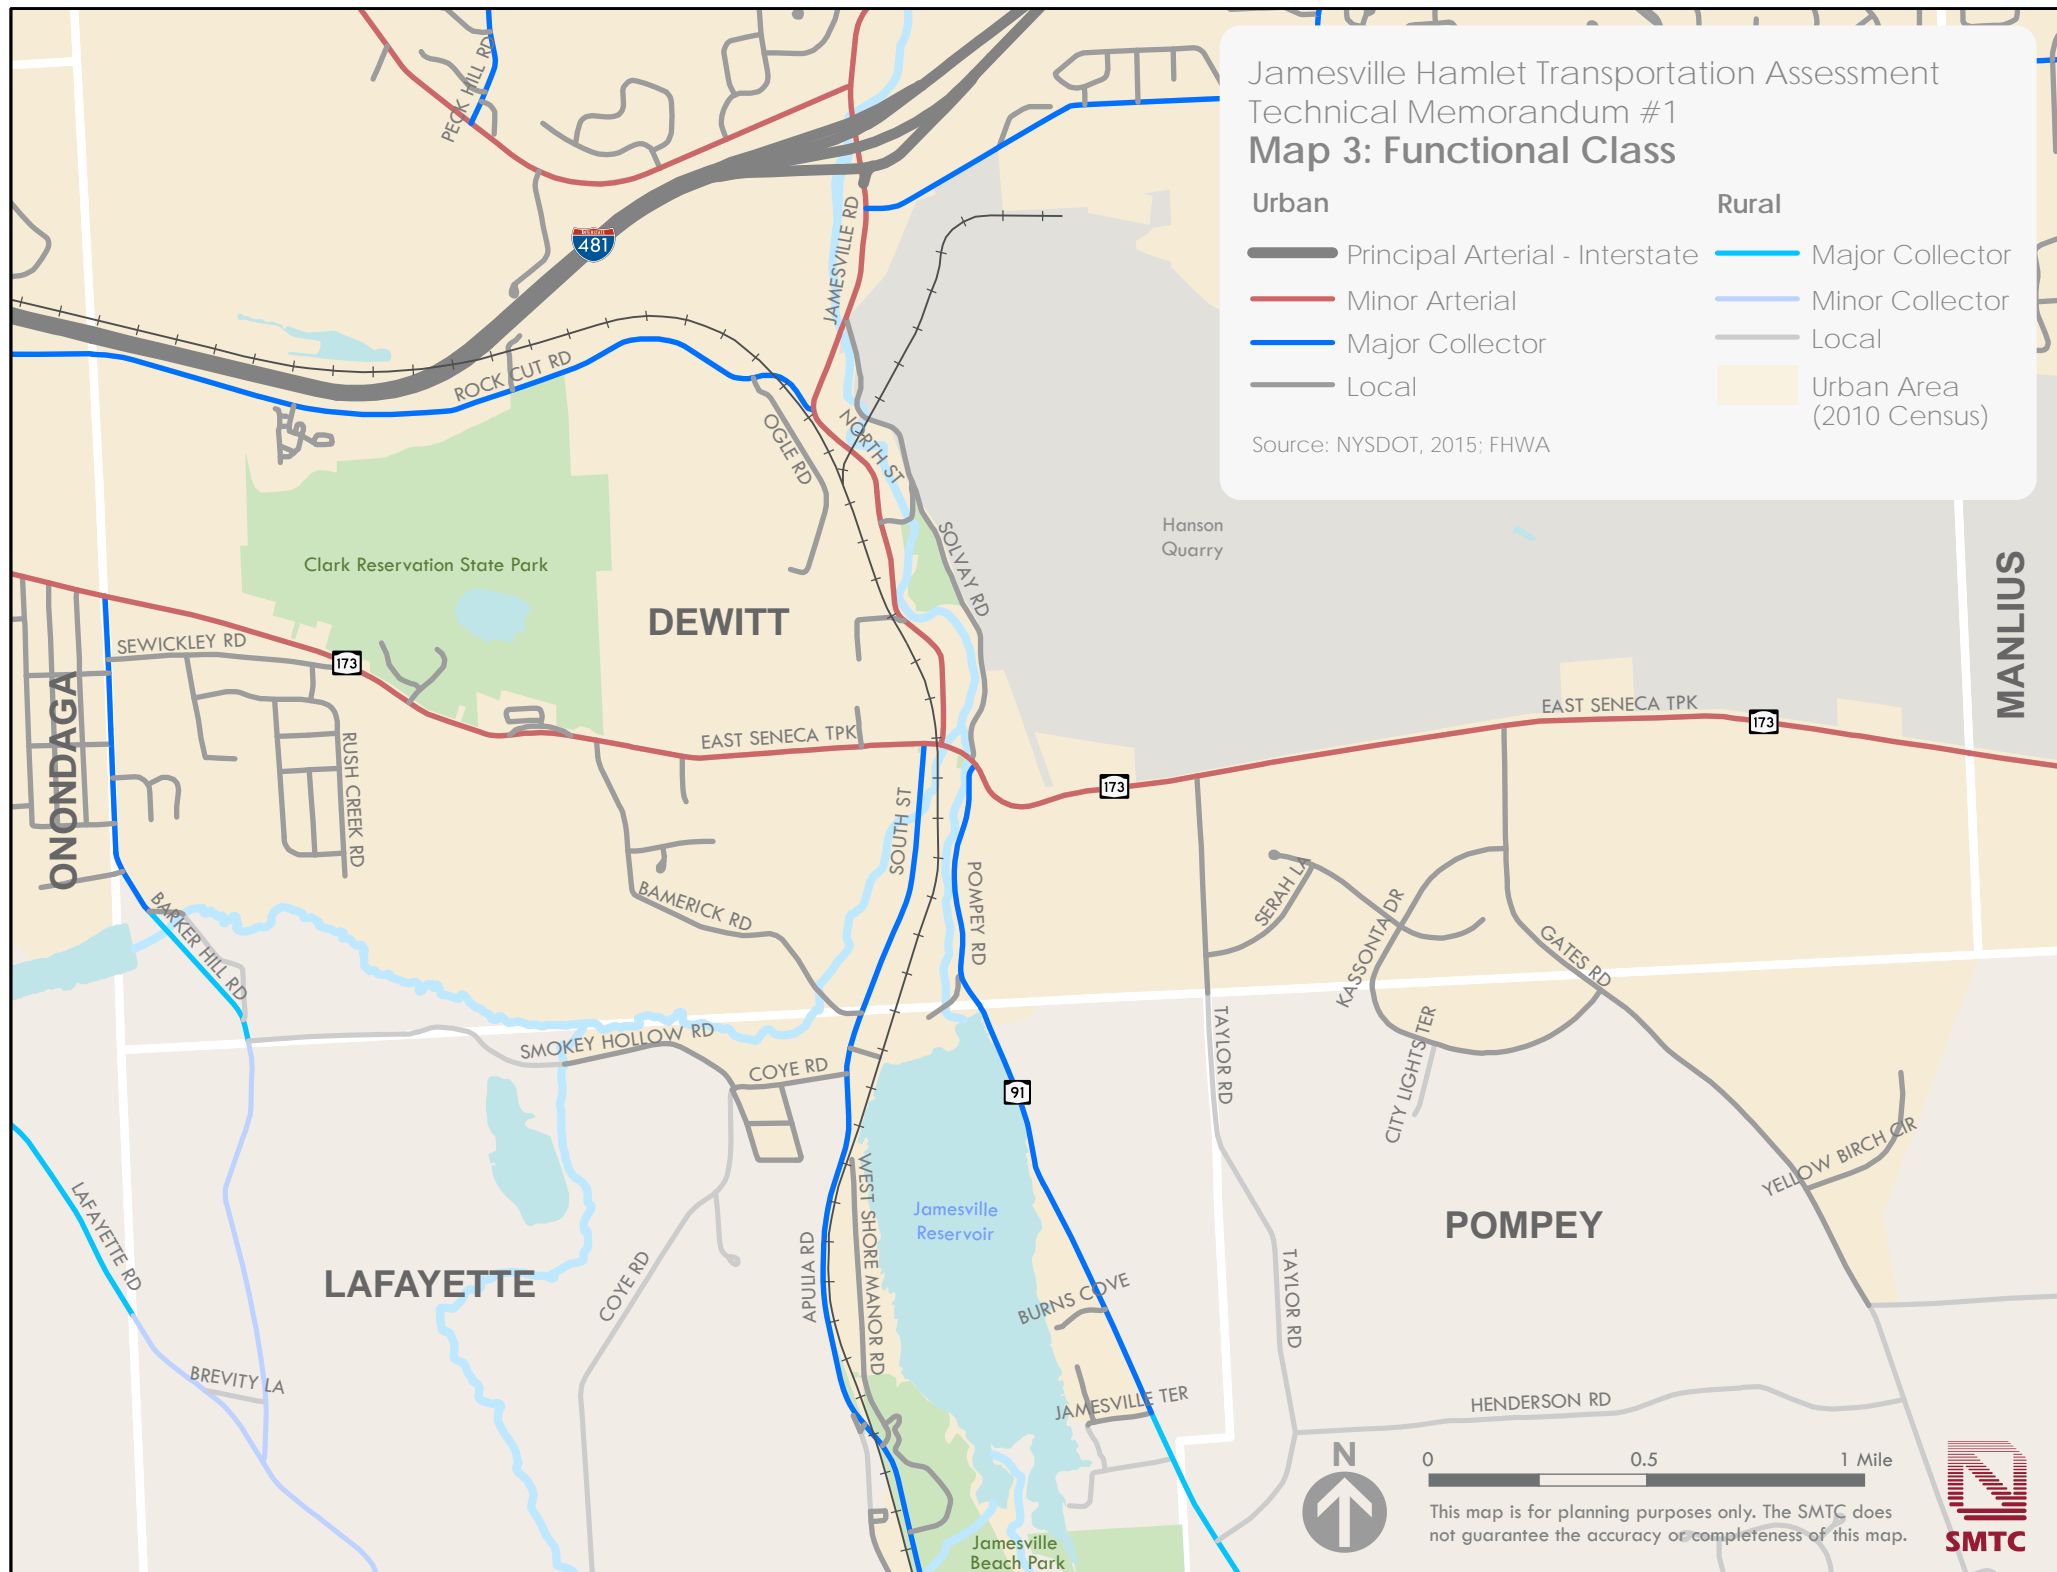 Jamesville Hamlet Transportation Assessment
Technical Memorandum #1
Map 3: Functional Class
Urban
Principal Arterial - Interstate
Minor Arterial
Major Collector
Local
Rural
Major Collector
Minor Collector
Local
Urban Area
(2010 Census)
Source: NYSDOT, 2015; FHWA
PECK HILL RD
481
JAMESVILLE RD
ROCK CUT RD
OGLE RD
NORTH ST
SOLVAY RD
Hanson
Quarry
Clark Reservation State Park
DEWITT
MANLIUS
ONONDAGA
SEWICKLEY RD
173
RUSH CREEK RD
EAST SENECA TPK
EAST SENECA TPK
173
173
SOUTH ST
POMPEY RD
BAMERICK RD
BARKER HILL RD
SERAH LA
KASSONTA DR
GATES RD
CITY LIGHTS TER
TAYLOR RD
SMOKEY HOLLOW RD
COYE RD
91
YELLOW BIRCH CIR
LAFAYETTE RD
WEST SHORE MANOR RD
Jamesville
Reservoir
POMPEY
LAFAYETTE
APULIA RD
COYE RD
BURNS COVE
TAYLOR RD
BREVITY LA
JAMESVILLE TER
HENDERSON RD
N
0 0.5 1 Mile
This map is for planning purposes only. The SMTC does
not guarantee the accuracy or completeness of this map.
SMTC
Jamesville
Beach Park